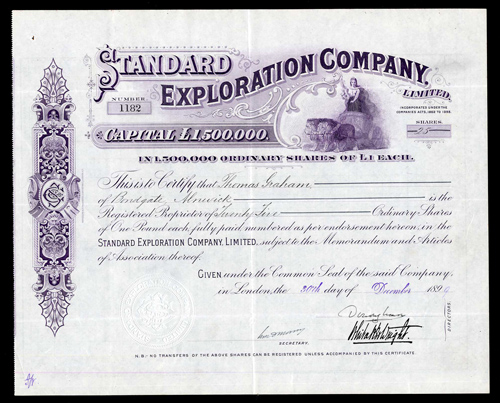 STANDARD
EXPLORATION COMPANY.
LIMITED.
NUMBER
1182
INCORPORATED UNDER THE
COMPANIES ACTS, 1862 TO 1893.
SHARES
25
CAPITAL £1,500,000.
IN 1,500,000 ORDINARY SHARES OF £1 EACH.
This is to Certify that Thomas Graham
of Bondgate, Alnwick is the
Registered Proprietor of Twenty Five Ordinary Shares
of One Pound each, fully paid, numbered as per endorsement hereon, in the
STANDARD EXPLORATION COMPANY, LIMITED, subject to the Memorandum and Articles
of Association thereof.
GIVEN under the Common Seal of the said Company,
in London, the 30th day of December 189
SECRETARY.
DIRECTORS.
N.B. NO TRANSFERS OF THE ABOVE SHARES CAN BE REGISTERED UNLESS ACCOMPANIED BY THIS CERTIFICATE.